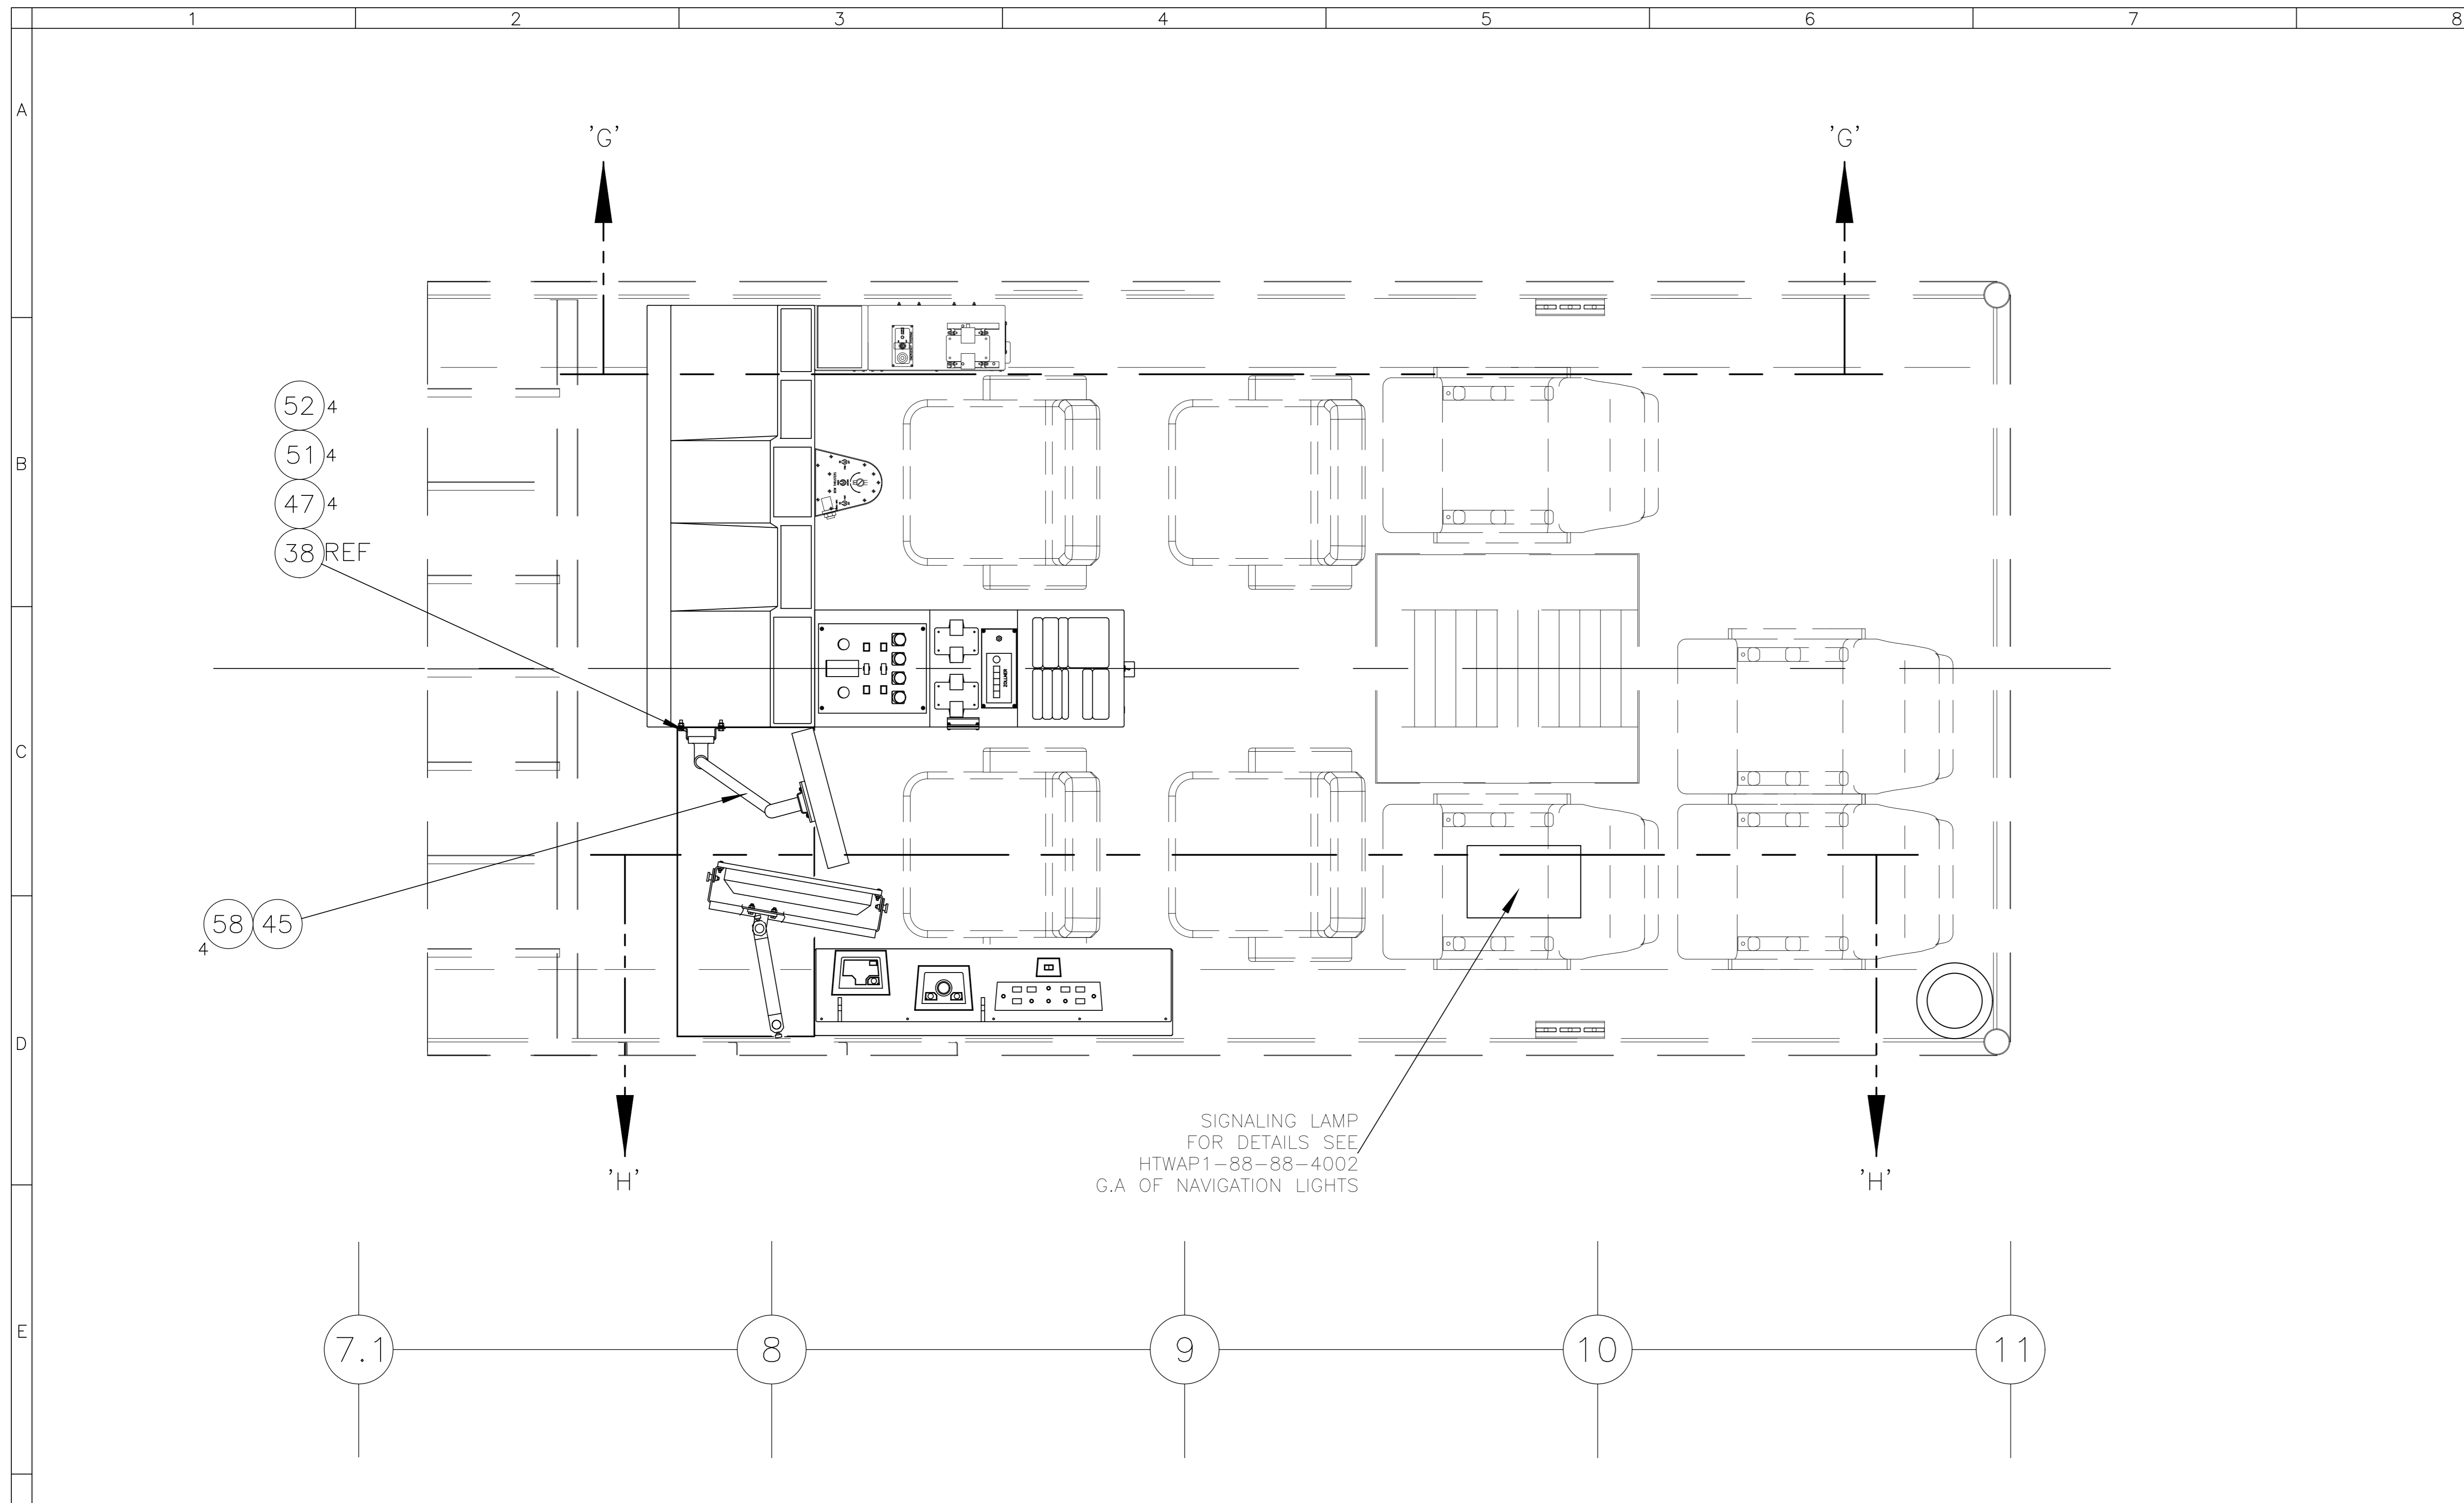 1 2 3 4 5 6 7 8
A
'G' 'G'
B
52 4
51 4
47 4
38 REF
ZOLLNER
C
58 45
4
D
SIGNALING LAMP
FOR DETAILS SEE
HTWAP1-88-88-4002
G.A OF NAVIGATION LIGHTS
'H' 'H'
E
7.1 8 9 10 11